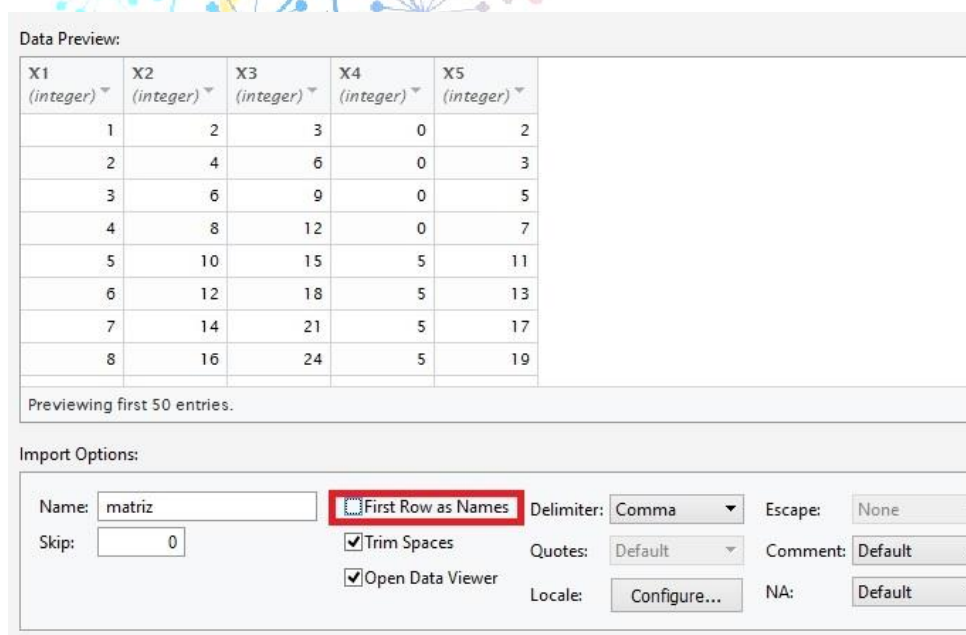 Data Preview:
X1 X2 X3 X4 X5
(integer) (integer) (integer) (integer) (integer)
1 2 3 0 2
2 4 6 0 3
3 6 9 0 5
4 8 12 0 7
5 10 15 5 11
6 12 18 5 13
7 14 21 5 17
8 16 24 5 19
Previewing first 50 entries.
Import Options:
Name: matriz First Row as Names Delimiter: Comma Escape: None
Skip: 0 Trim Spaces Quotes: Default Comment: Default
Open Data Viewer Locale: Configure... NA: Default